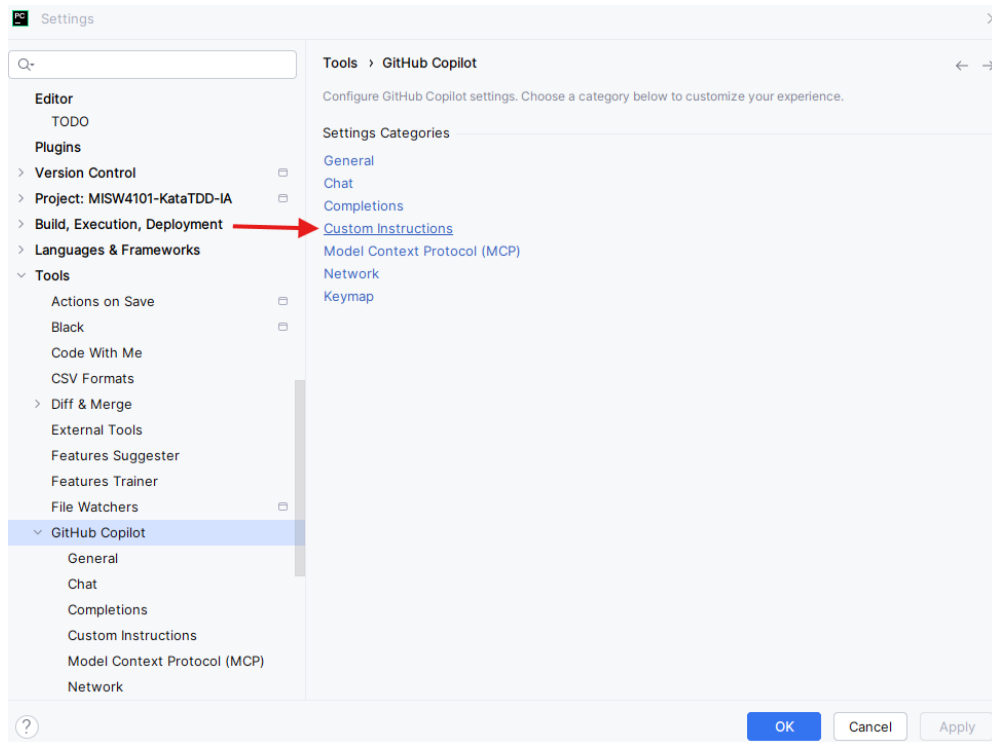 PC
Settings
Editor
TODO
Plugins
Version Control
Project: MISW4101-KataTDD-IA
Build, Execution, Deployment
Languages & Frameworks
Tools
Actions on Save
Black
Code With Me
CSV Formats
Diff & Merge
External Tools
Features Suggester
Features Trainer
File Watchers
GitHub Copilot
General
Chat
Completions
Custom Instructions
Model Context Protocol (MCP)
Network
Tools › GitHub Copilot
Configure GitHub Copilot settings. Choose a category below to customize your experience.
Settings Categories
General
Chat
Completions
Custom Instructions
Model Context Protocol (MCP)
Network
Keymap
?
OK
Cancel
Apply